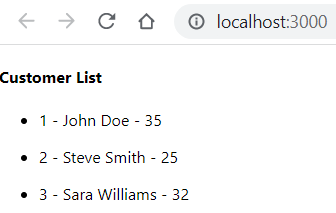 localhost:3000
Customer List
1 - John Doe - 35
2 - Steve Smith - 25
3 - Sara Williams - 32